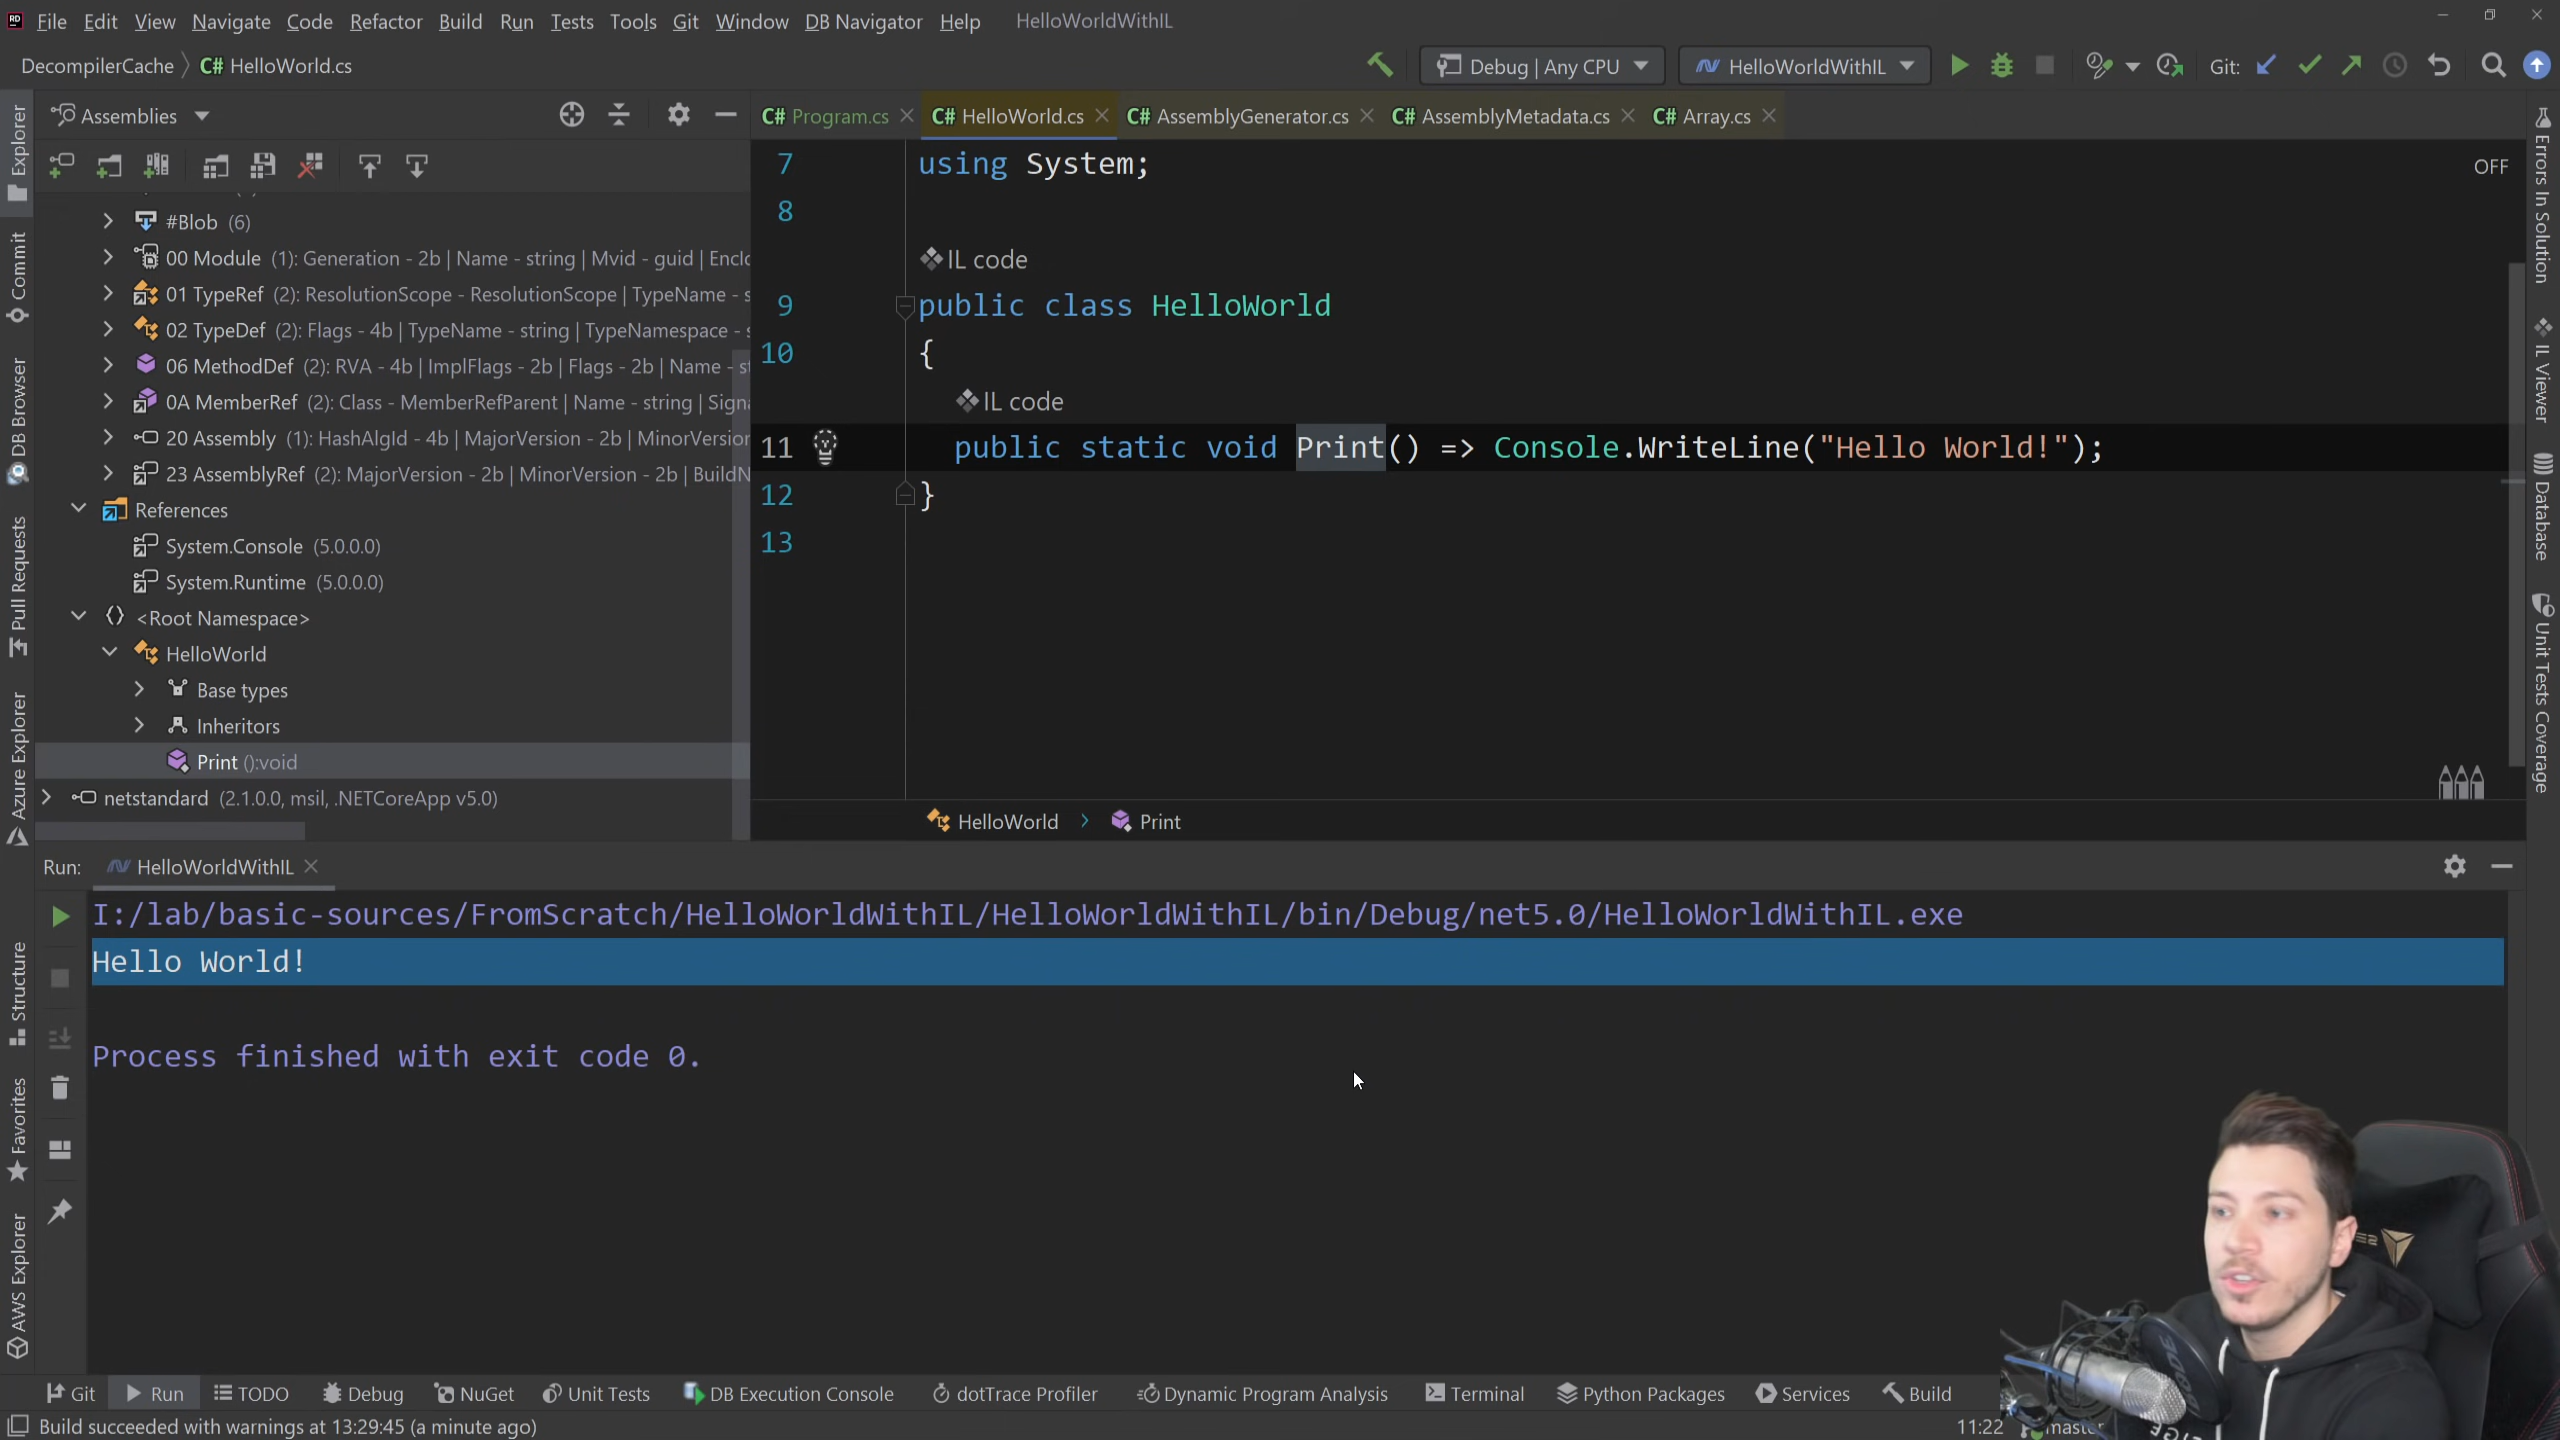 File Edit View Navigate Code Refactor Build Run Tests Tools Git Window DB Navigator Help HelloWorldWithIL
DecompilerCache C# HelloWorld.cs
Debug | Any CPU
HelloWorldWithIL
Git:
Assemblies
C# Program.cs
C# HelloWorld.cs
C# AssemblyGenerator.cs
C# AssemblyMetadata.cs
C# Array.cs
Explorer
Commit
DB Browser
Pull Requests
Azure Explorer
Structure
Favorites
AWS Explorer
#Blob (6)
00 Module (1): Generation - 2b | Name - string | Mvid - guid | EncId
01 TypeRef (2): ResolutionScope - ResolutionScope | TypeName - s
02 TypeDef (2): Flags - 4b | TypeName - string | TypeNamespace - s
06 MethodDef (2): RVA - 4b | ImplFlags - 2b | Flags - 2b | Name - st
0A MemberRef (2): Class - MemberRefParent | Name - string | Sign
20 Assembly (1): HashAlgId - 4b | MajorVersion - 2b | MinorVersion
23 AssemblyRef (2): MajorVersion - 2b | MinorVersion - 2b | BuildN
References
System.Console (5.0.0.0)
System.Runtime (5.0.0.0)
<Root Namespace>
HelloWorld
Base types
Inheritors
Print ():void
netstandard (2.1.0.0, msil, .NETCoreApp v5.0)
7 using System;
OFF
8
IL code
9 public class HelloWorld
10 {
IL code
11 public static void Print() => Console.WriteLine("Hello World!");
12 }
13
HelloWorld > Print
Errors In Solution
IL Viewer
Database
Unit Tests Coverage
Run: HelloWorldWithIL
I:/lab/basic-sources/FromScratch/HelloWorldWithIL/HelloWorldWithIL/bin/Debug/net5.0/HelloWorldWithIL.exe
Hello World!
Process finished with exit code 0.
Git Run TODO Debug NuGet Unit Tests DB Execution Console dotTrace Profiler Dynamic Program Analysis Terminal Python Packages Services Build
Build succeeded with warnings at 13:29:45 (a minute ago)
11:22 master
RODE